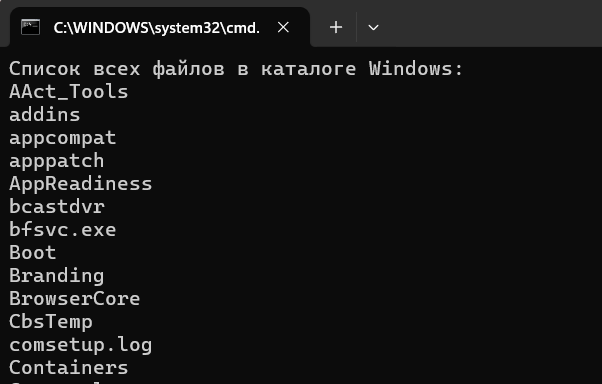 C:\WINDOWS\system32\cmd.
Список всех файлов в каталоге Windows:
AAct_Tools
addins
appcompat
apppatch
AppReadiness
bcastdvr
bfsvc.exe
Boot
Branding
BrowserCore
CbsTemp
comsetup.log
Containers